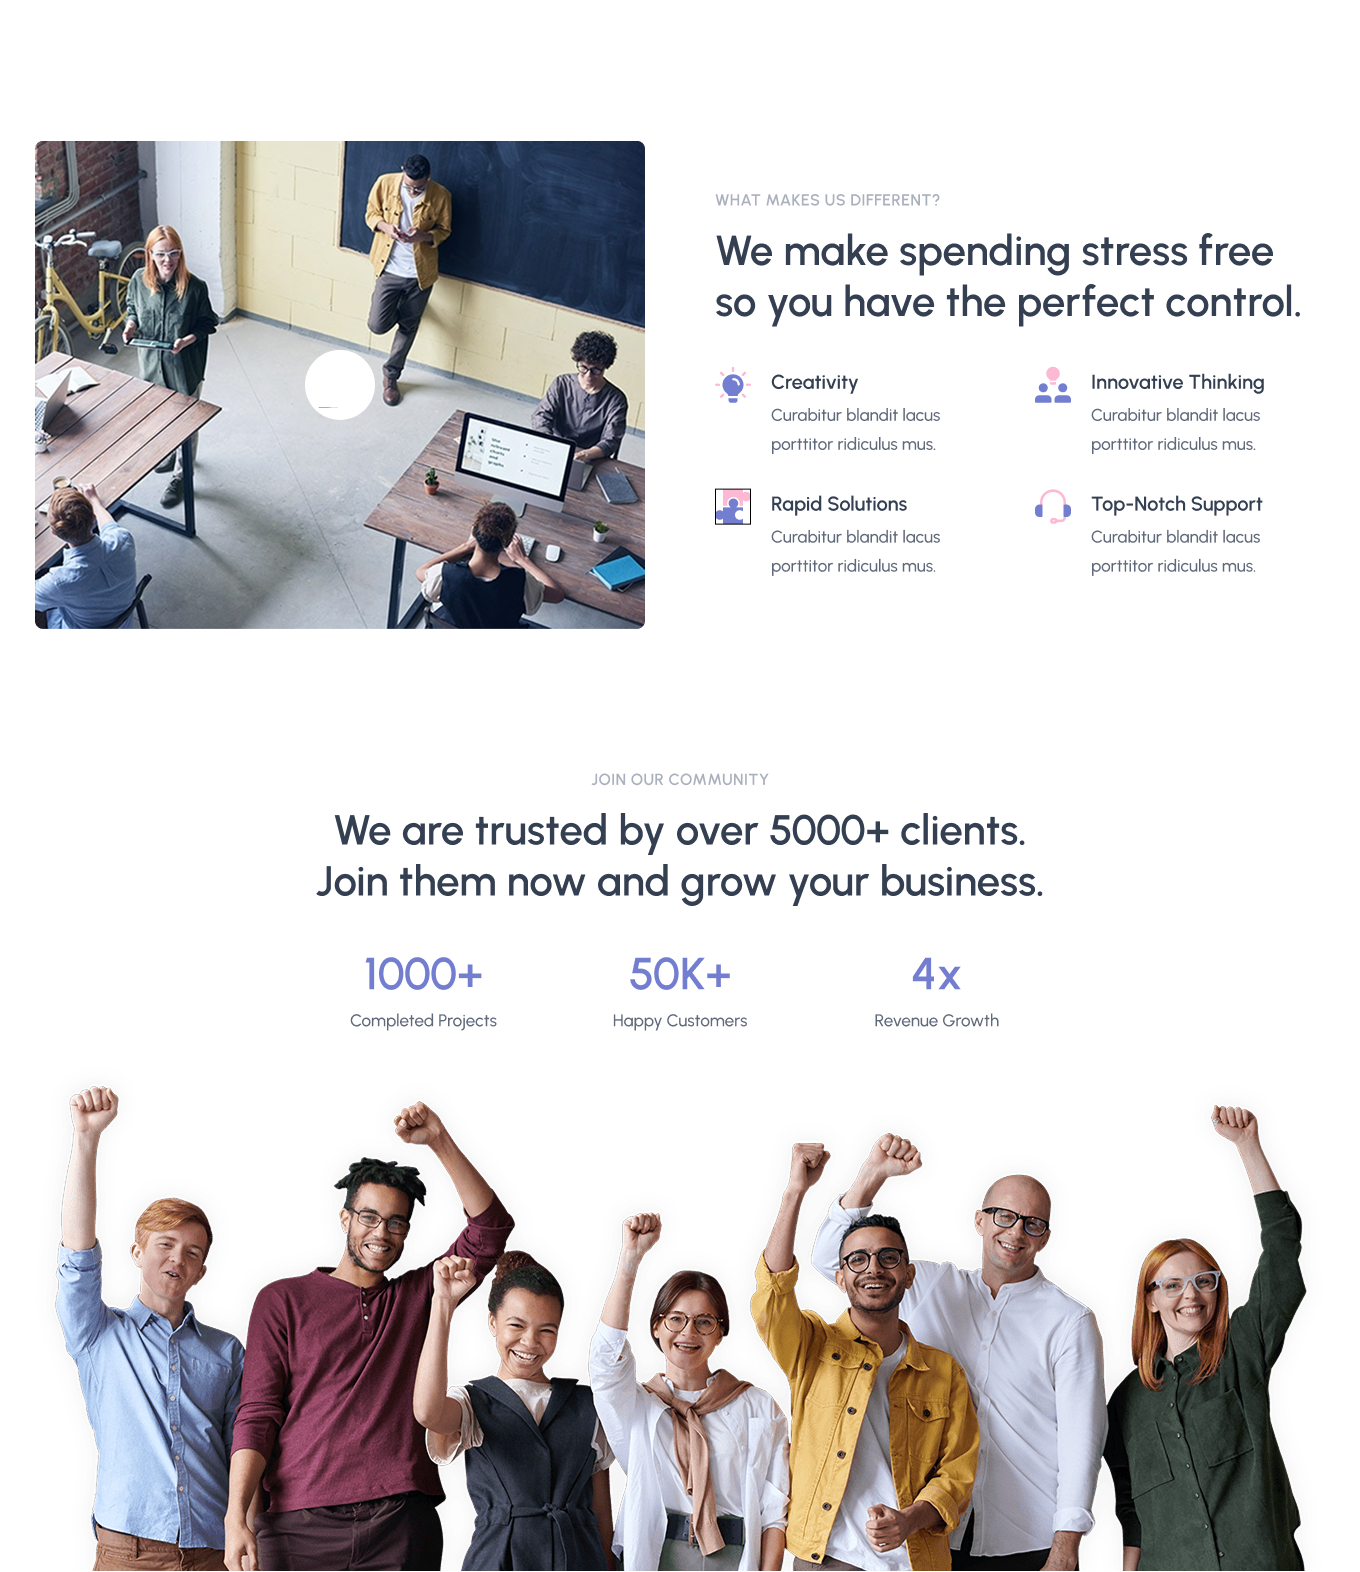 WHAT MAKES US DIFFERENT?
We make spending stress free
so you have the perfect control.
Creativity
Curabitur blandit lacus
porttitor ridiculus mus.
Innovative Thinking
Curabitur blandit lacus
porttitor ridiculus mus.
Rapid Solutions
Curabitur blandit lacus
porttitor ridiculus mus.
Top-Notch Support
Curabitur blandit lacus
porttitor ridiculus mus.
JOIN OUR COMMUNITY
We are trusted by over 5000+ clients.
Join them now and grow your business.
1000+
Completed Projects
50K+
Happy Customers
4x
Revenue Growth